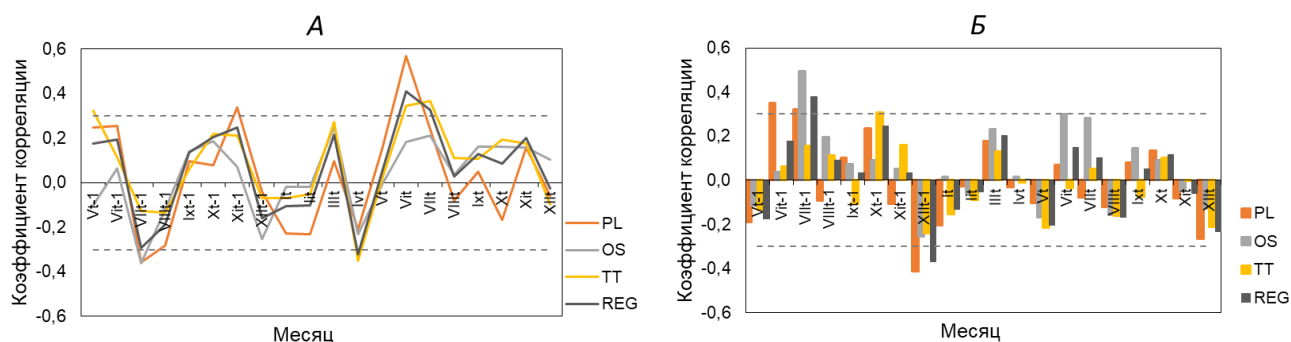 А
Коэффициент корреляции
0,6
0,4
0,2
0,0
-0,2
-0,4
-0,6
Vt-1
VIt-1
VIIt-1
VIIIt-1
Ixt-1
Xt-1
XIt-1
XIIt-1
It
IIt
IIIt
Ivt
Vt
VIt
VIIt
VIIIt
Ixt
Xt
XIt
XIIt
Месяц
PL
OS
TT
REG
Б
Коэффициент корреляции
0,6
0,4
0,2
0,0
-0,2
-0,4
-0,6
Vt-1
VIt-1
VIIt-1
VIIIt-1
Ixt-1
Xt-1
XIt-1
XIIt-1
It
IIt
IIIt
Ivt
Vt
VIt
VIIt
VIIIt
Ixt
Xt
XIt
XIIt
Месяц
PL
OS
TT
REG